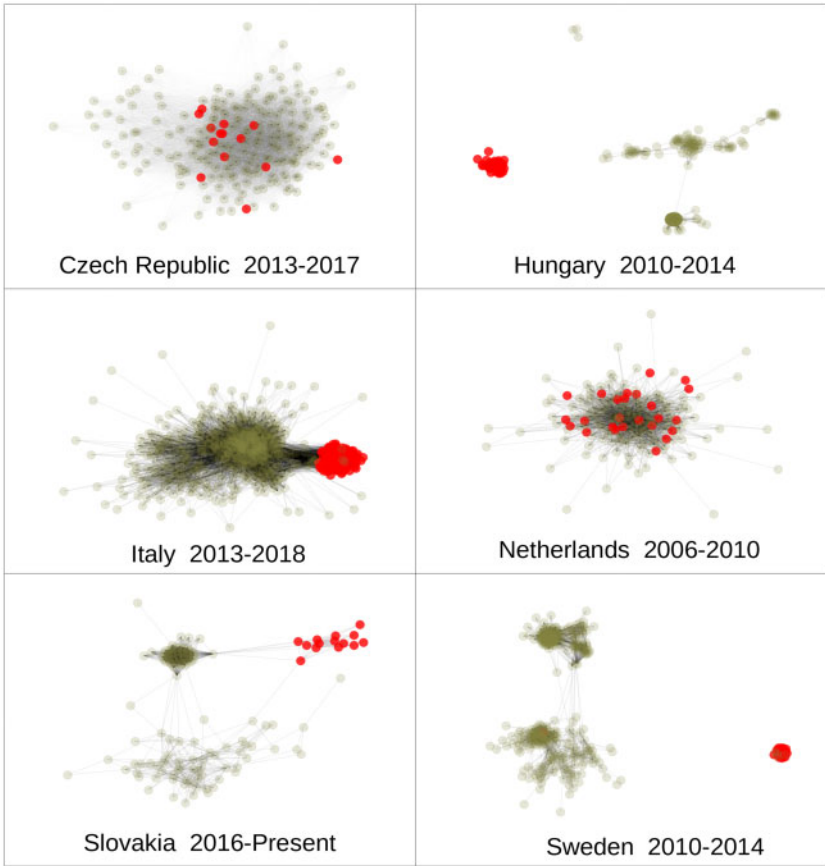 Czech Republic 2013-2017
Hungary 2010-2014
Italy 2013-2018
Netherlands 2006-2010
Slovakia 2016-Present
Sweden 2010-2014